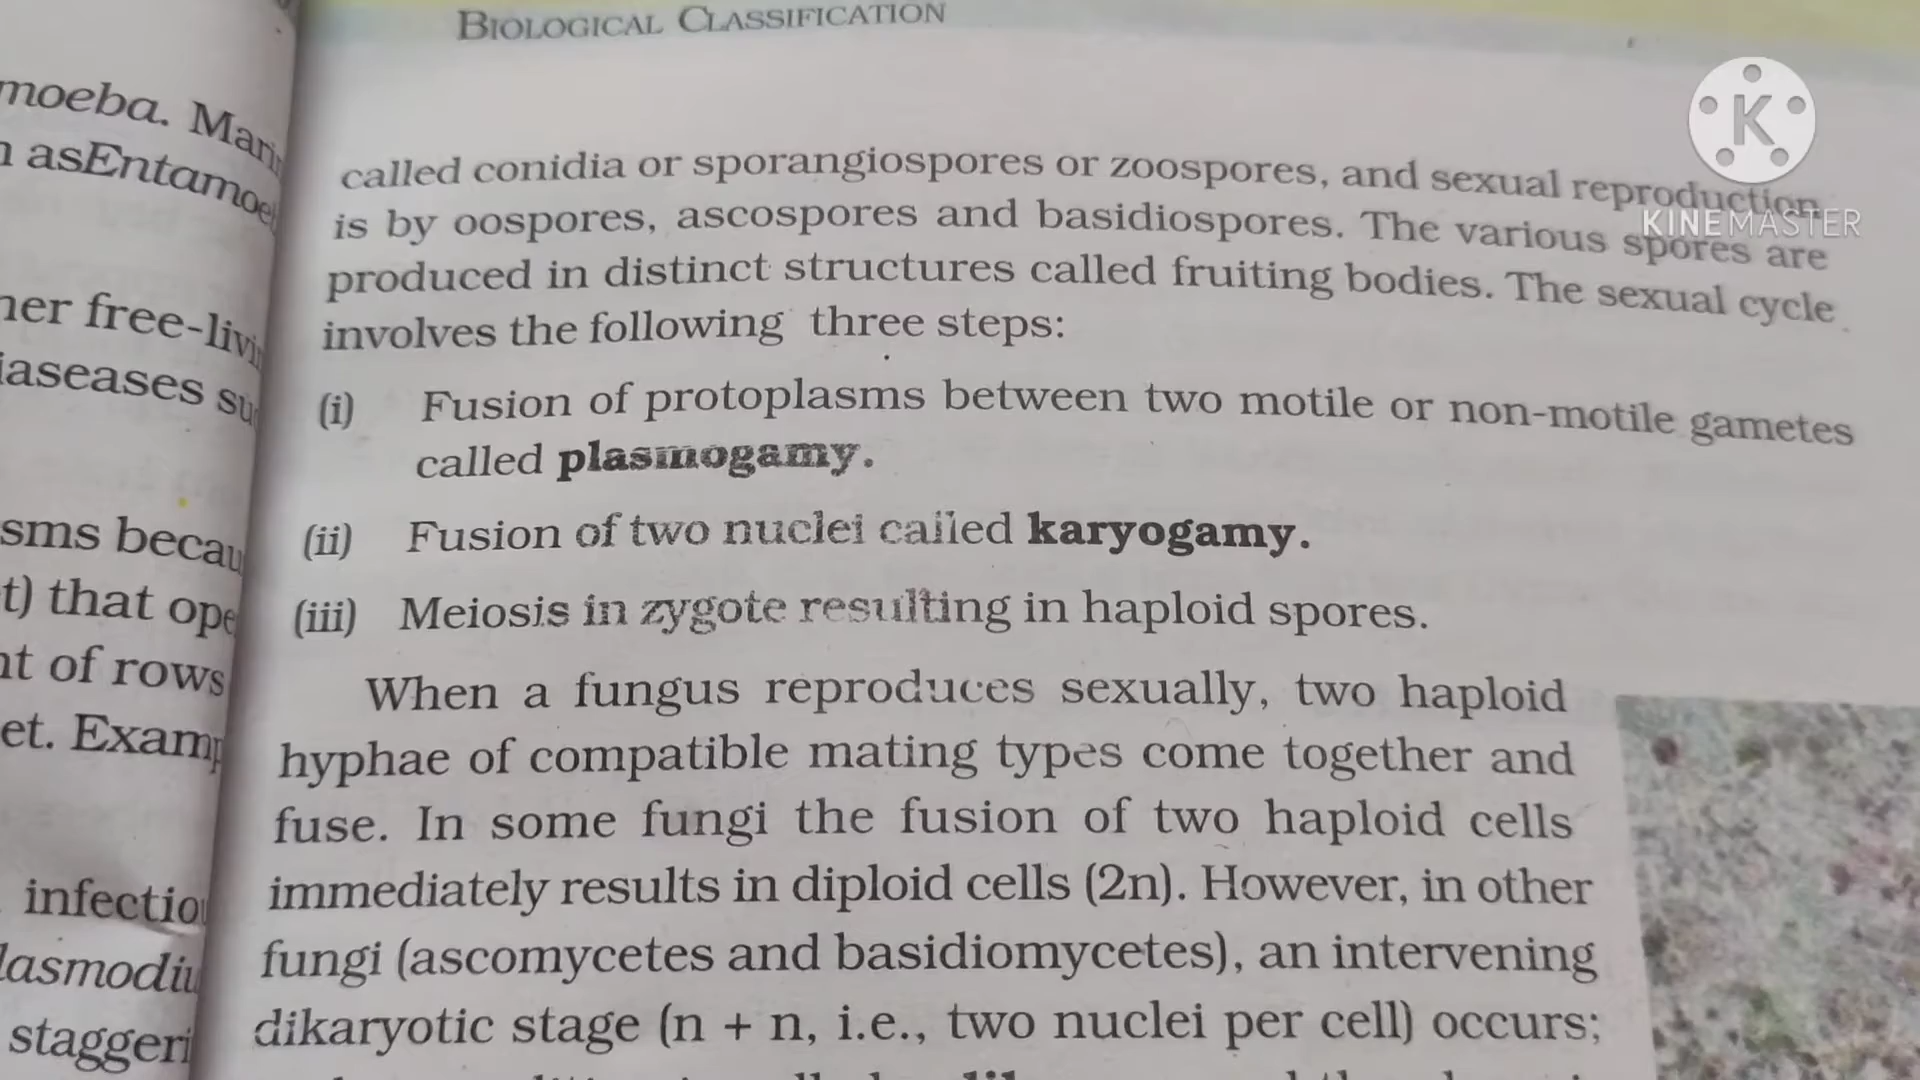 BIOLOGICAL CLASSIFICATION
moeba. Marin
asEntamoeb
K
KINEMASTER
called conidia or sporangiospores or zoospores, and sexual reproduction
is by oospores, ascospores and basidiospores. The various spores are
produced in distinct structures called fruiting bodies. The sexual cycle
involves the following three steps:
(i) Fusion of protoplasms between two motile or non-motile gametes
called plasmogamy.
(ii) Fusion of two nuclei called karyogamy.
(iii) Meiosis in zygote resulting in haploid spores.
When a fungus reproduces sexually, two haploid
hyphae of compatible mating types come together and
fuse. In some fungi the fusion of two haploid cells
immediately results in diploid cells (2n). However, in other
fungi (ascomycetes and basidiomycetes), an intervening
dikaryotic stage (n + n, i.e., two nuclei per cell) occurs;
her free-livi
iaseases su
sms becau
t) that ope
nt of rows
et. Examp
infectio
lasmodiu
staggeri